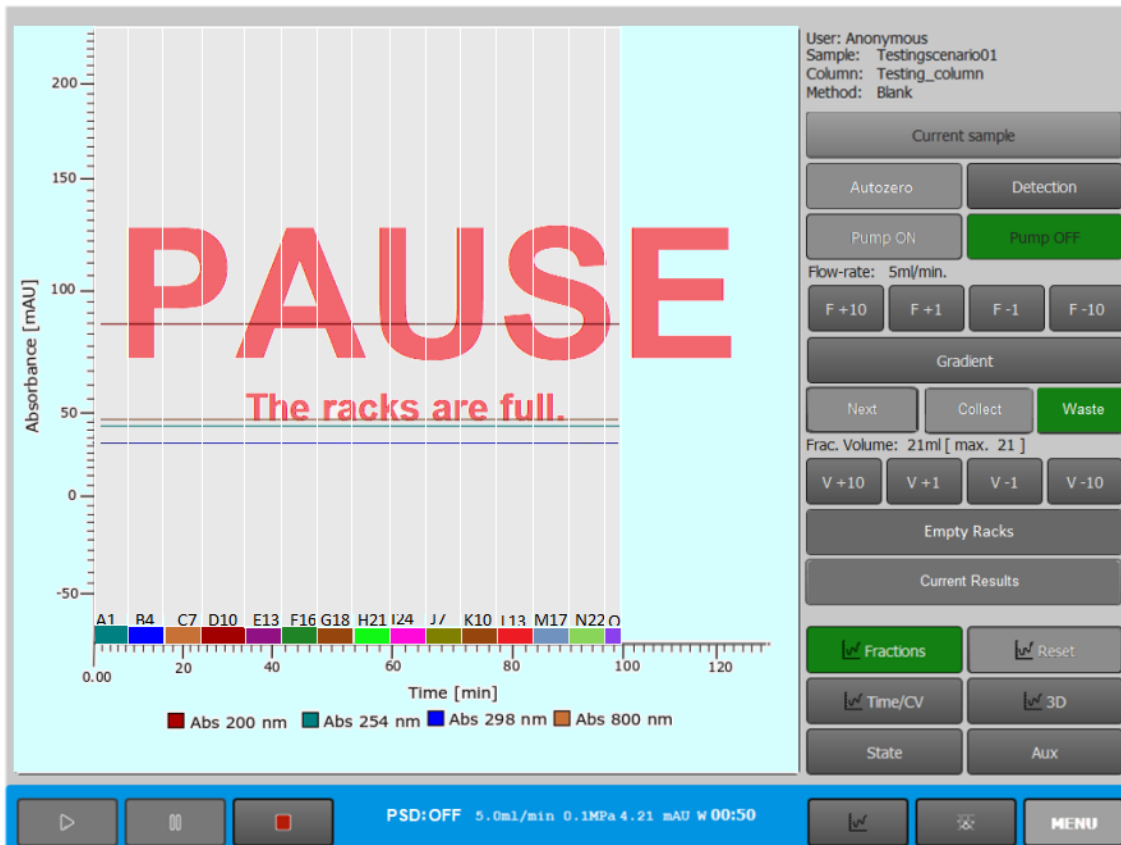 User: Anonymous
Sample: Testingscenario01
Column: Testing_column
Method: Blank
Current sample
Autozero Detection
Pump ON Pump OFF
Flow-rate: 5ml/min.
F +10 F +1 F -1 F -10
Gradient
Next Collect Waste
Frac. Volume: 21ml [ max. 21 ]
V +10 V +1 V -1 V -10
Empty Racks
Current Results
Fractions Reset
Time/CV 3D
State Aux
200
150
100
50
0
-50
Absorbance [mAU]
PAUSE
The racks are full.
A1 B4 C7 D10 E13 F16 G18 H21 I24 J7 K10 L13 M17 N22 O
0.00 20 40 60 80 100 120
Time [min]
Abs 200 nm Abs 254 nm Abs 298 nm Abs 800 nm
PSD:OFF 5.0ml/min 0.1MPa 4.21 mAU W 00:50
MENU